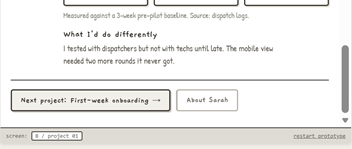 Measured against a 3-week pre-pilot baseline. Source: dispatch logs.
What I'd do differently
I tested with dispatchers but not with techs until late. The mobile view
needed two more rounds it never got.
Next project: First-week onboarding →
About Sarah
screen: 8 / project 01 restart prototype